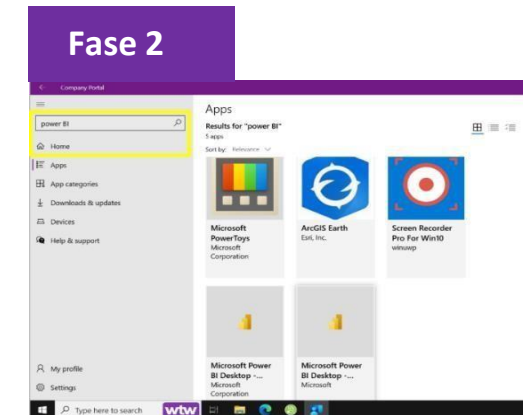 Fase 2
Company Portal
power BI
Home
Apps
App categories
Downloads & updates
Devices
Help & support
My profile
Settings
Apps
Results for "power BI"
5 apps
Sort by: Relevance
Microsoft
PowerToys
Microsoft
Corporation
ArcGIS Earth
Esri, Inc.
Screen Recorder
Pro For Win10
winuwp
Microsoft Power
BI Desktop -...
Microsoft
Corporation
Microsoft Power
BI Desktop -...
Microsoft
Type here to search
wtw